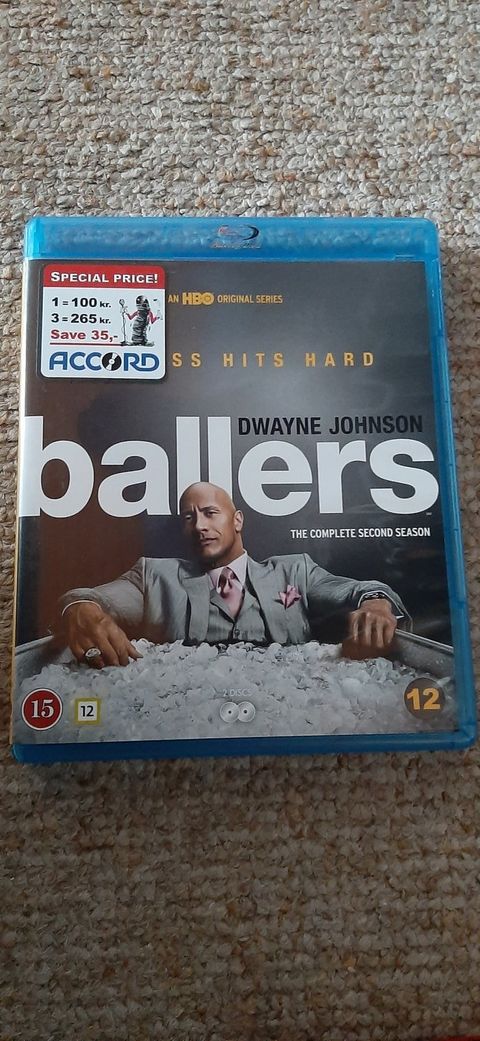 SPECIAL PRICE!
1 = 100 kr.
3 = 265 kr.
Save 35,-
ACCORD
AN HBO ORIGINAL SERIES
SS HITS HARD
DWAYNE JOHNSON
ballers
THE COMPLETE SECOND SEASON
2 DISCS
15
12
12